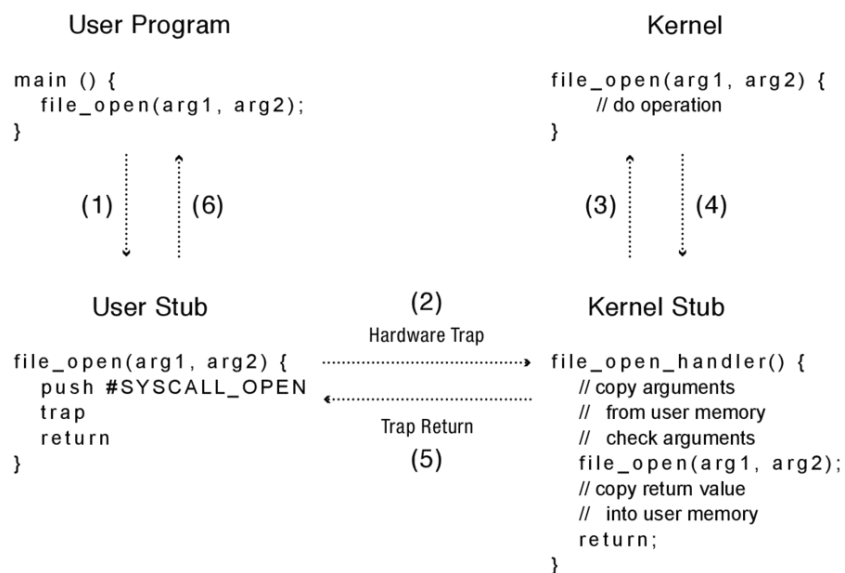 User Program
main () {
file_open(arg1, arg2);
}
Kernel
file_open(arg1, arg2) {
// do operation
}
(1)
(6)
(3)
(4)
User Stub
file_open(arg1, arg2) {
push #SYSCALL_OPEN
trap
return
}
(2)
Hardware Trap
Trap Return
(5)
Kernel Stub
file_open_handler() {
// copy arguments
// from user memory
// check arguments
file_open(arg1, arg2);
// copy return value
// into user memory
return;
}